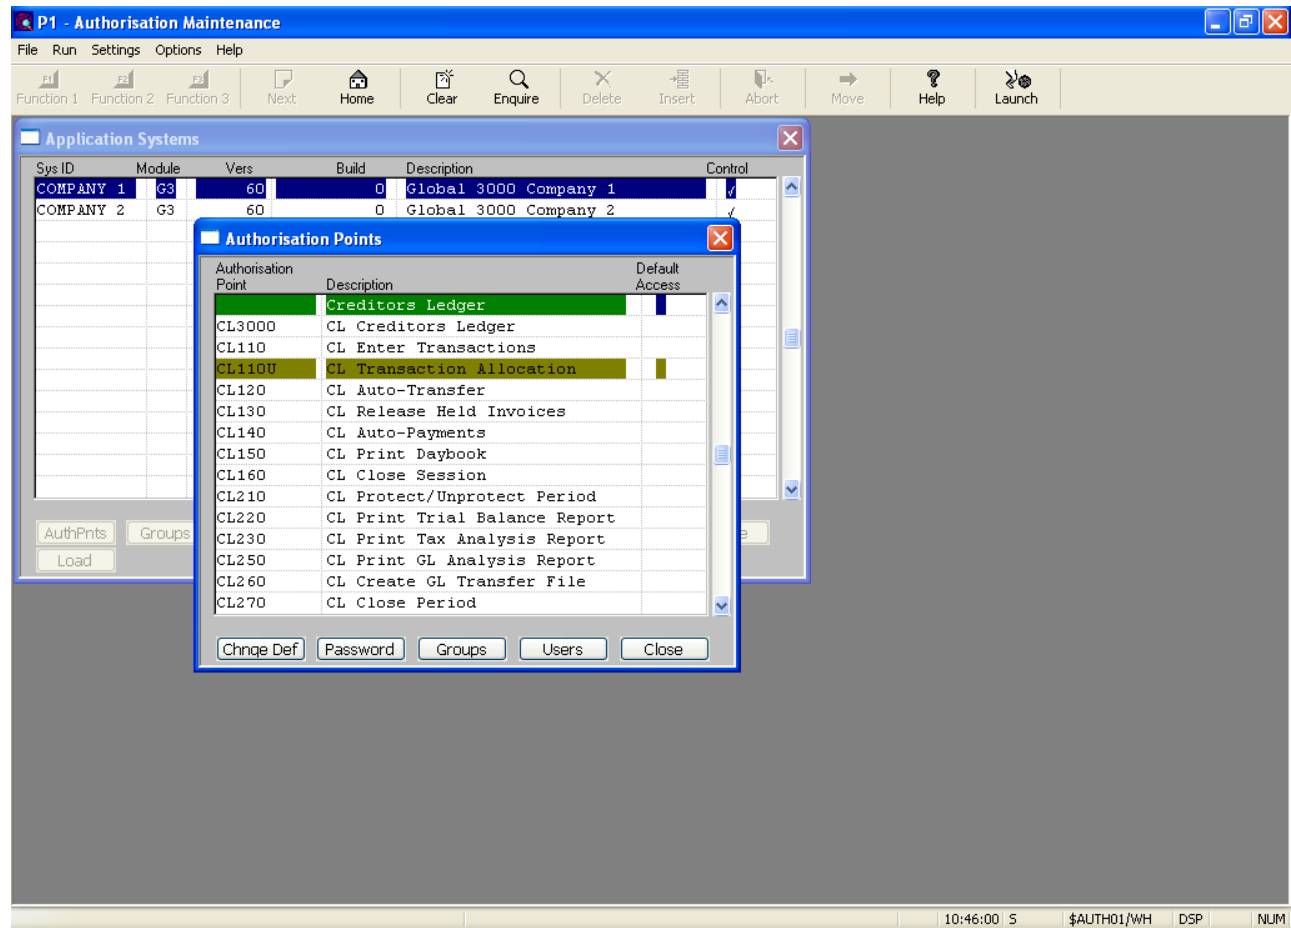 P1 - Authorisation Maintenance
File Run Settings Options Help
F1 F2 F3
Function 1 Function 2 Function 3 Next Home Clear Enquire Delete Insert Abort Move Help Launch
Application Systems
Sys ID Module Vers Build Description Control
COMPANY 1 G3 60 0 Global 3000 Company 1 √
COMPANY 2 G3 60 0 Global 3000 Company 2 √
Authorisation Points
Authorisation Point Description Default Access
Creditors Ledger
CL3000 CL Creditors Ledger
CL110 CL Enter Transactions
CL110U CL Transaction Allocation
CL120 CL Auto-Transfer
CL130 CL Release Held Invoices
CL140 CL Auto-Payments
CL150 CL Print Daybook
CL160 CL Close Session
CL210 CL Protect/Unprotect Period
CL220 CL Print Trial Balance Report
CL230 CL Print Tax Analysis Report
CL250 CL Print GL Analysis Report
CL260 CL Create GL Transfer File
CL270 CL Close Period
AuthPnts Groups
Load
Chnge Def Password Groups Users Close
10:46:00 S $AUTH01/WH DSP NUM